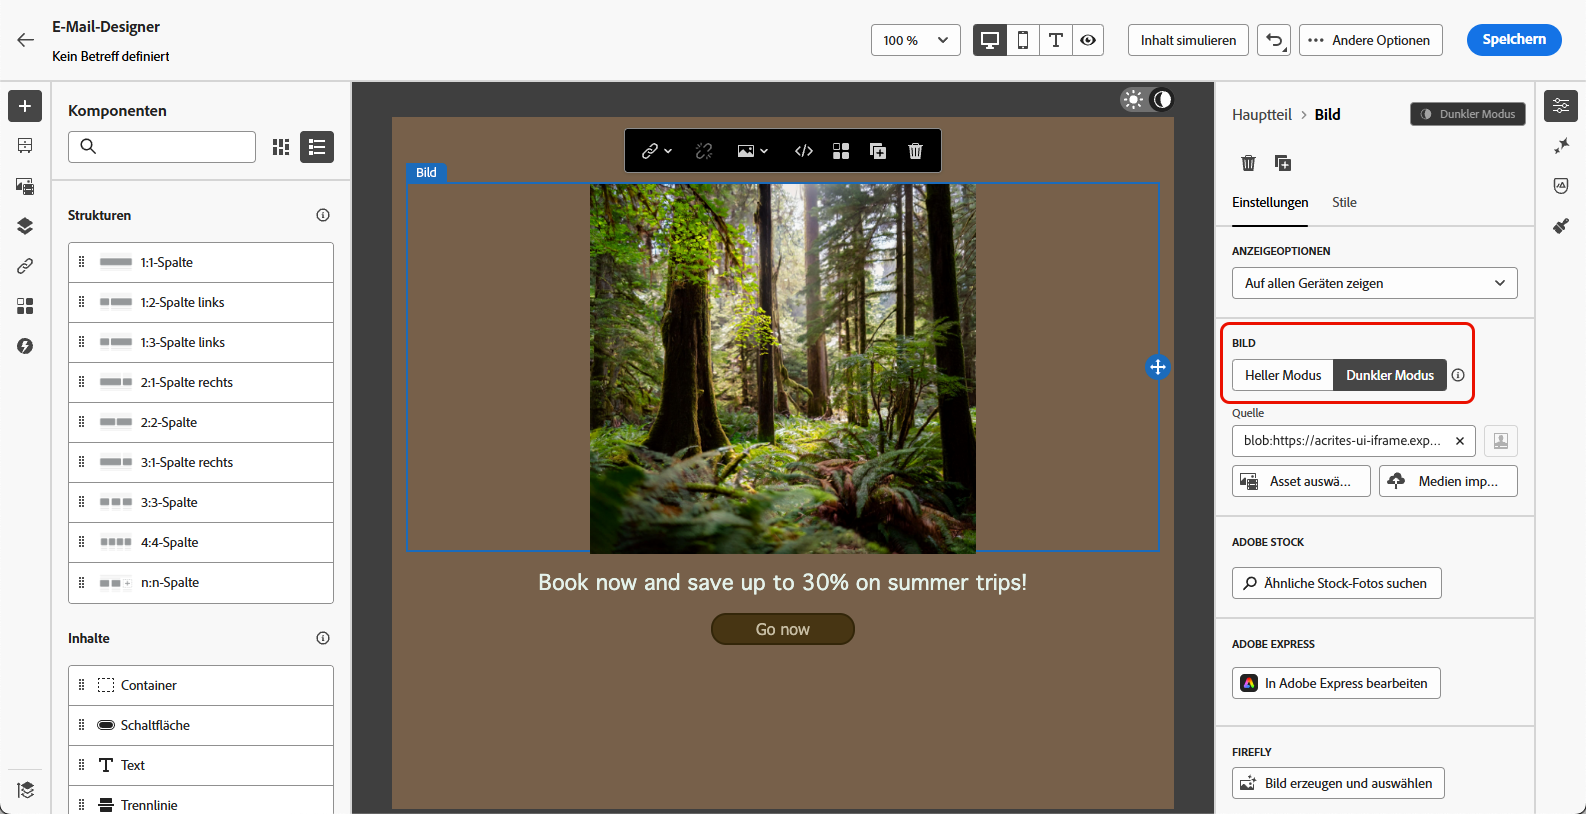 E-Mail-Designer
Kein Betreff definiert
100 %
Inhalt simulieren
Andere Optionen
Speichern
Komponenten
Strukturen
1:1-Spalte
1:2-Spalte links
1:3-Spalte links
2:1-Spalte rechts
2:2-Spalte
3:1-Spalte rechts
3:3-Spalte
4:4-Spalte
n:n-Spalte
Inhalte
Container
Schaltfläche
Text
Trennlinie
Bild
Book now and save up to 30% on summer trips!
Go now
Hauptteil > Bild
Dunkler Modus
Einstellungen
Stile
ANZEIGEOPTIONEN
Auf allen Geräten zeigen
BILD
Heller Modus
Dunkler Modus
Quelle
blob:https://acrites-ui-iframe.exp...
Asset auswä...
Medien imp...
ADOBE STOCK
Ähnliche Stock-Fotos suchen
ADOBE EXPRESS
In Adobe Express bearbeiten
FIREFLY
Bild erzeugen und auswählen